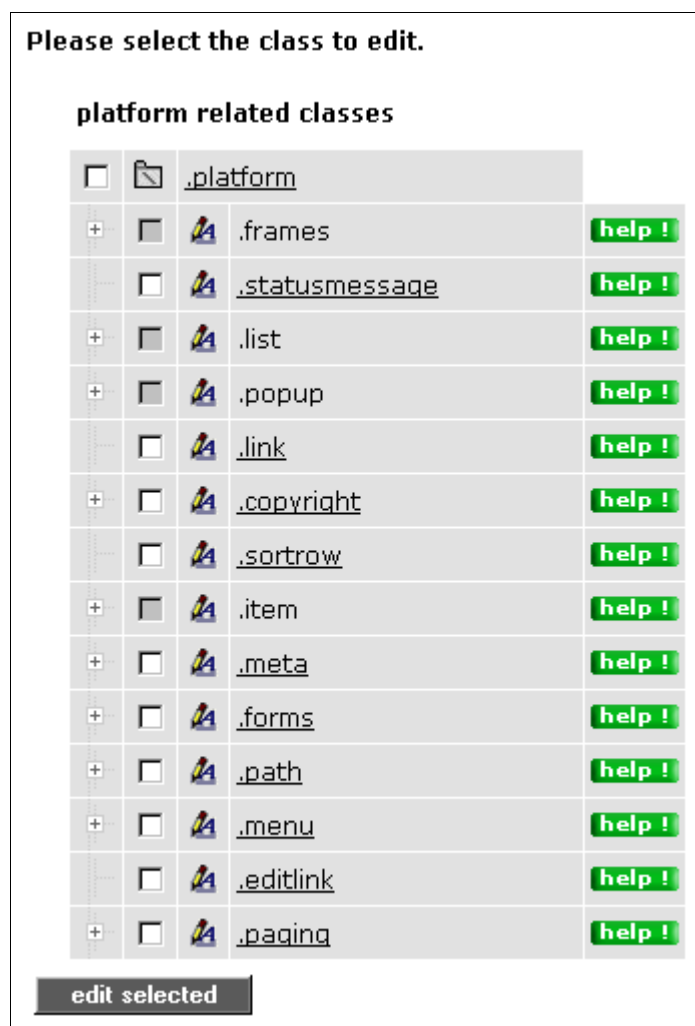 Please select the class to edit.
platform related classes
.platform
.frames help !
.statusmessage help !
.list help !
.popup help !
.link help !
.copyright help !
.sortrow help !
.item help !
.meta help !
.forms help !
.path help !
.menu help !
.editlink help !
.paging help !
edit selected